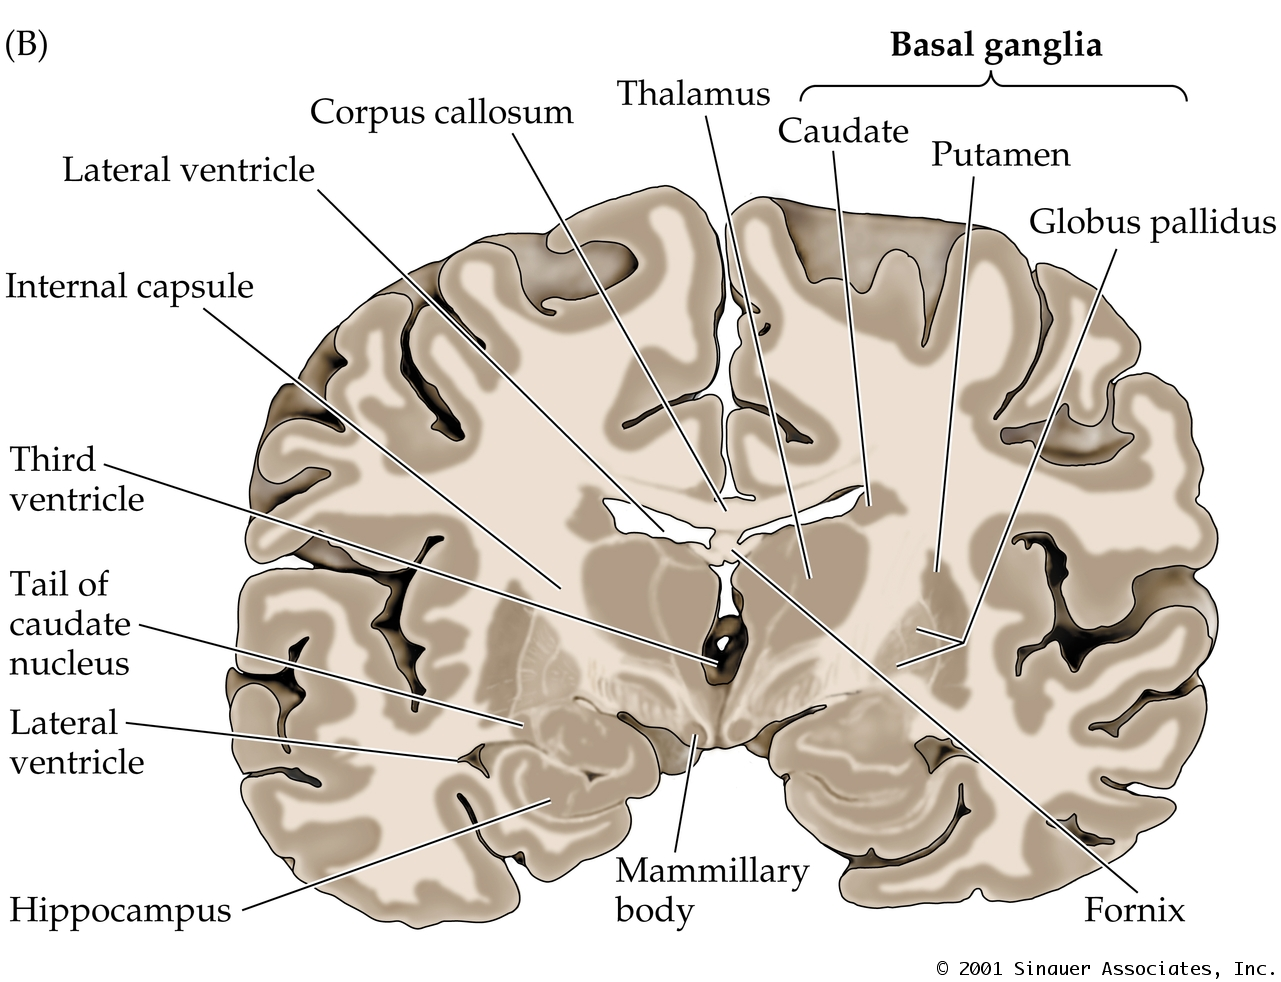 (B)
Basal ganglia
Thalamus
Corpus callosum
Caudate
Putamen
Lateral ventricle
Globus pallidus
Internal capsule
Third
ventricle
Tail of
caudate
nucleus
Lateral
ventricle
Mammillary
body
Hippocampus
Fornix
© 2001 Sinauer Associates, Inc.